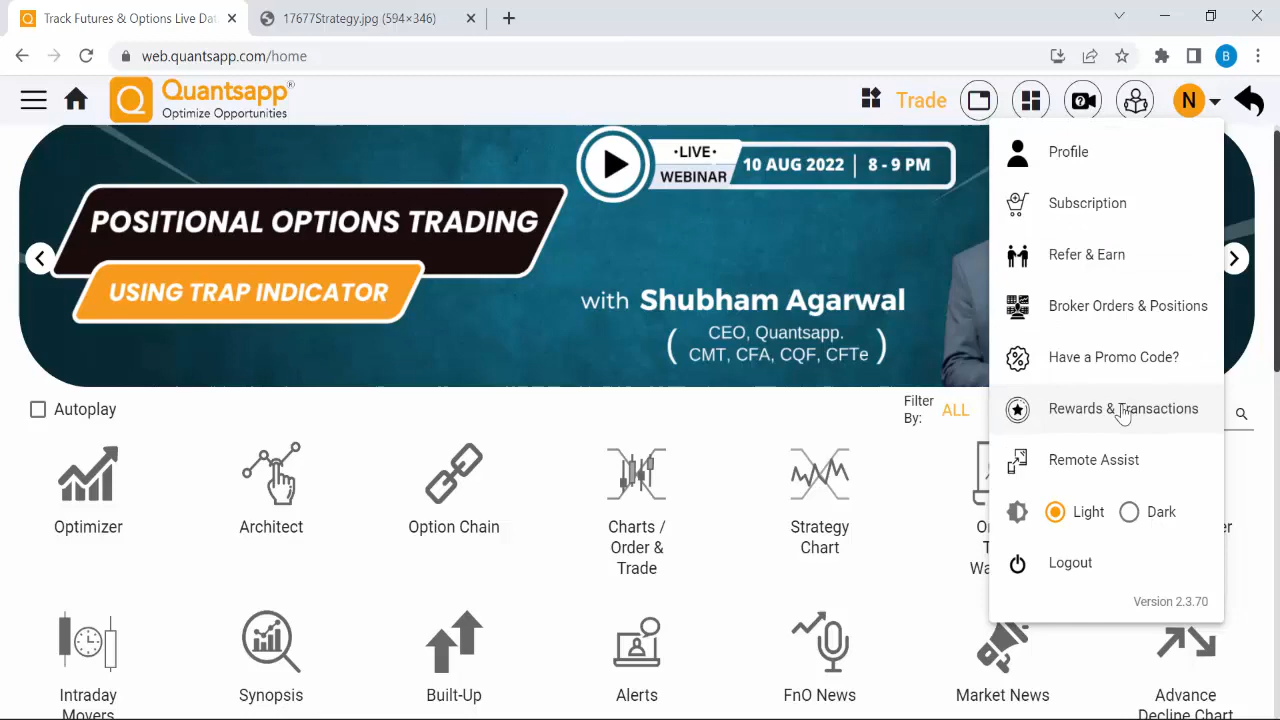 Track Futures & Options Live Dat
17677Strategy.jpg (594×346)
web.quantsapp.com/home
B
Quantsapp®
Optimize Opportunities
Trade
N
·LIVE·
WEBINAR
10 AUG 2022 | 8 - 9 PM
POSITIONAL OPTIONS TRADING
USING TRAP INDICATOR
with Shubham Agarwal
( CEO, Quantsapp.
CMT, CFA, CQF, CFTe )
Profile
Subscription
Refer & Earn
Broker Orders & Positions
Have a Promo Code?
Rewards & Transactions
Remote Assist
Light Dark
Logout
Version 2.3.70
Autoplay
Filter
By: ALL
Optimizer
Architect
Option Chain
Charts /
Order &
Trade
Strategy
Chart
Intraday
Movers
Synopsis
Built-Up
Alerts
FnO News
Market News
Advance
Decline Chart